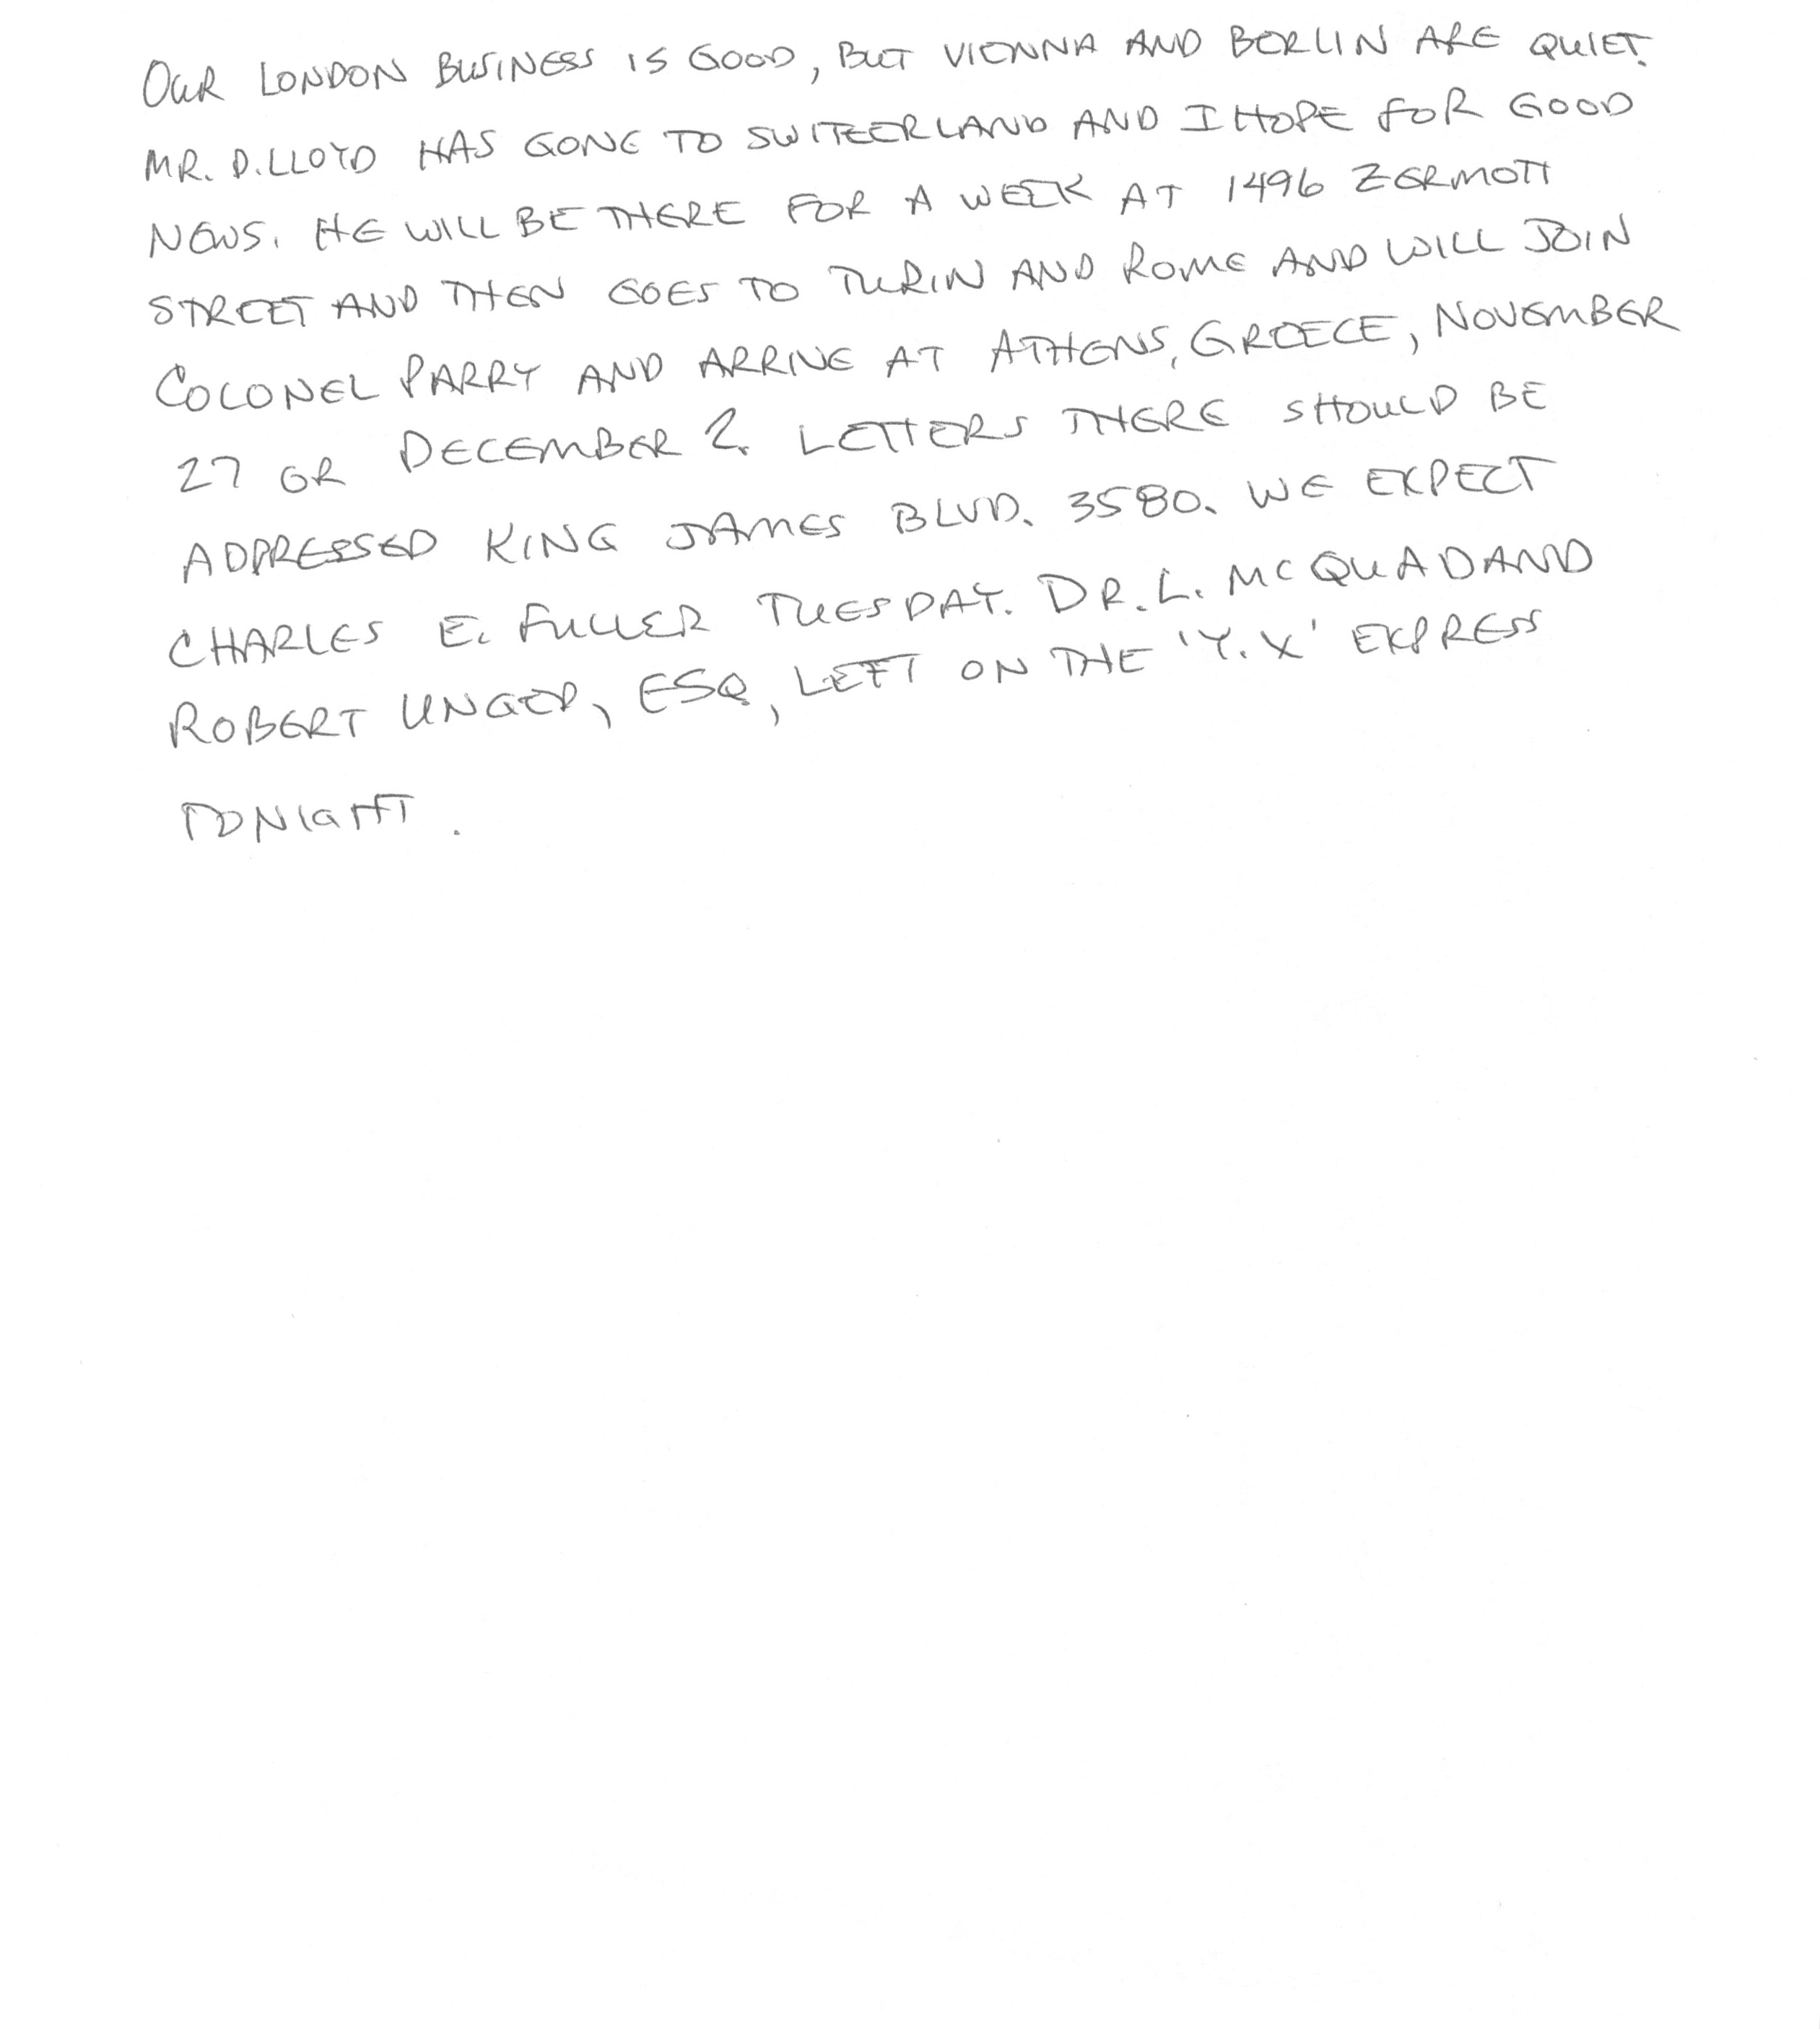 OUR LONDON BUSINESS IS GOOD, BUT VIENNA AND BERLIN ARE QUIET.
MR. D. LLOYD HAS GONE TO SWITZERLAND AND I HOPE FOR GOOD
NEWS. HE WILL BE THERE FOR A WEEK AT 1496 ZERMOTT
STREET AND THEN GOES TO TURIN AND ROME AND WILL JOIN
COLONEL PARRY AND ARRIVE AT ATHENS, GREECE, NOVEMBER
27 OR DECEMBER 2. LETTERS THERE SHOULD BE
ADDRESSED KING JAMES BLVD. 3580. WE EXPECT
CHARLES E. FULLER TUESDAY. DR. L. MCQUAD AND
ROBERT UNGER, ESQ., LEFT ON THE 'Y.X' EXPRESS
TONIGHT.